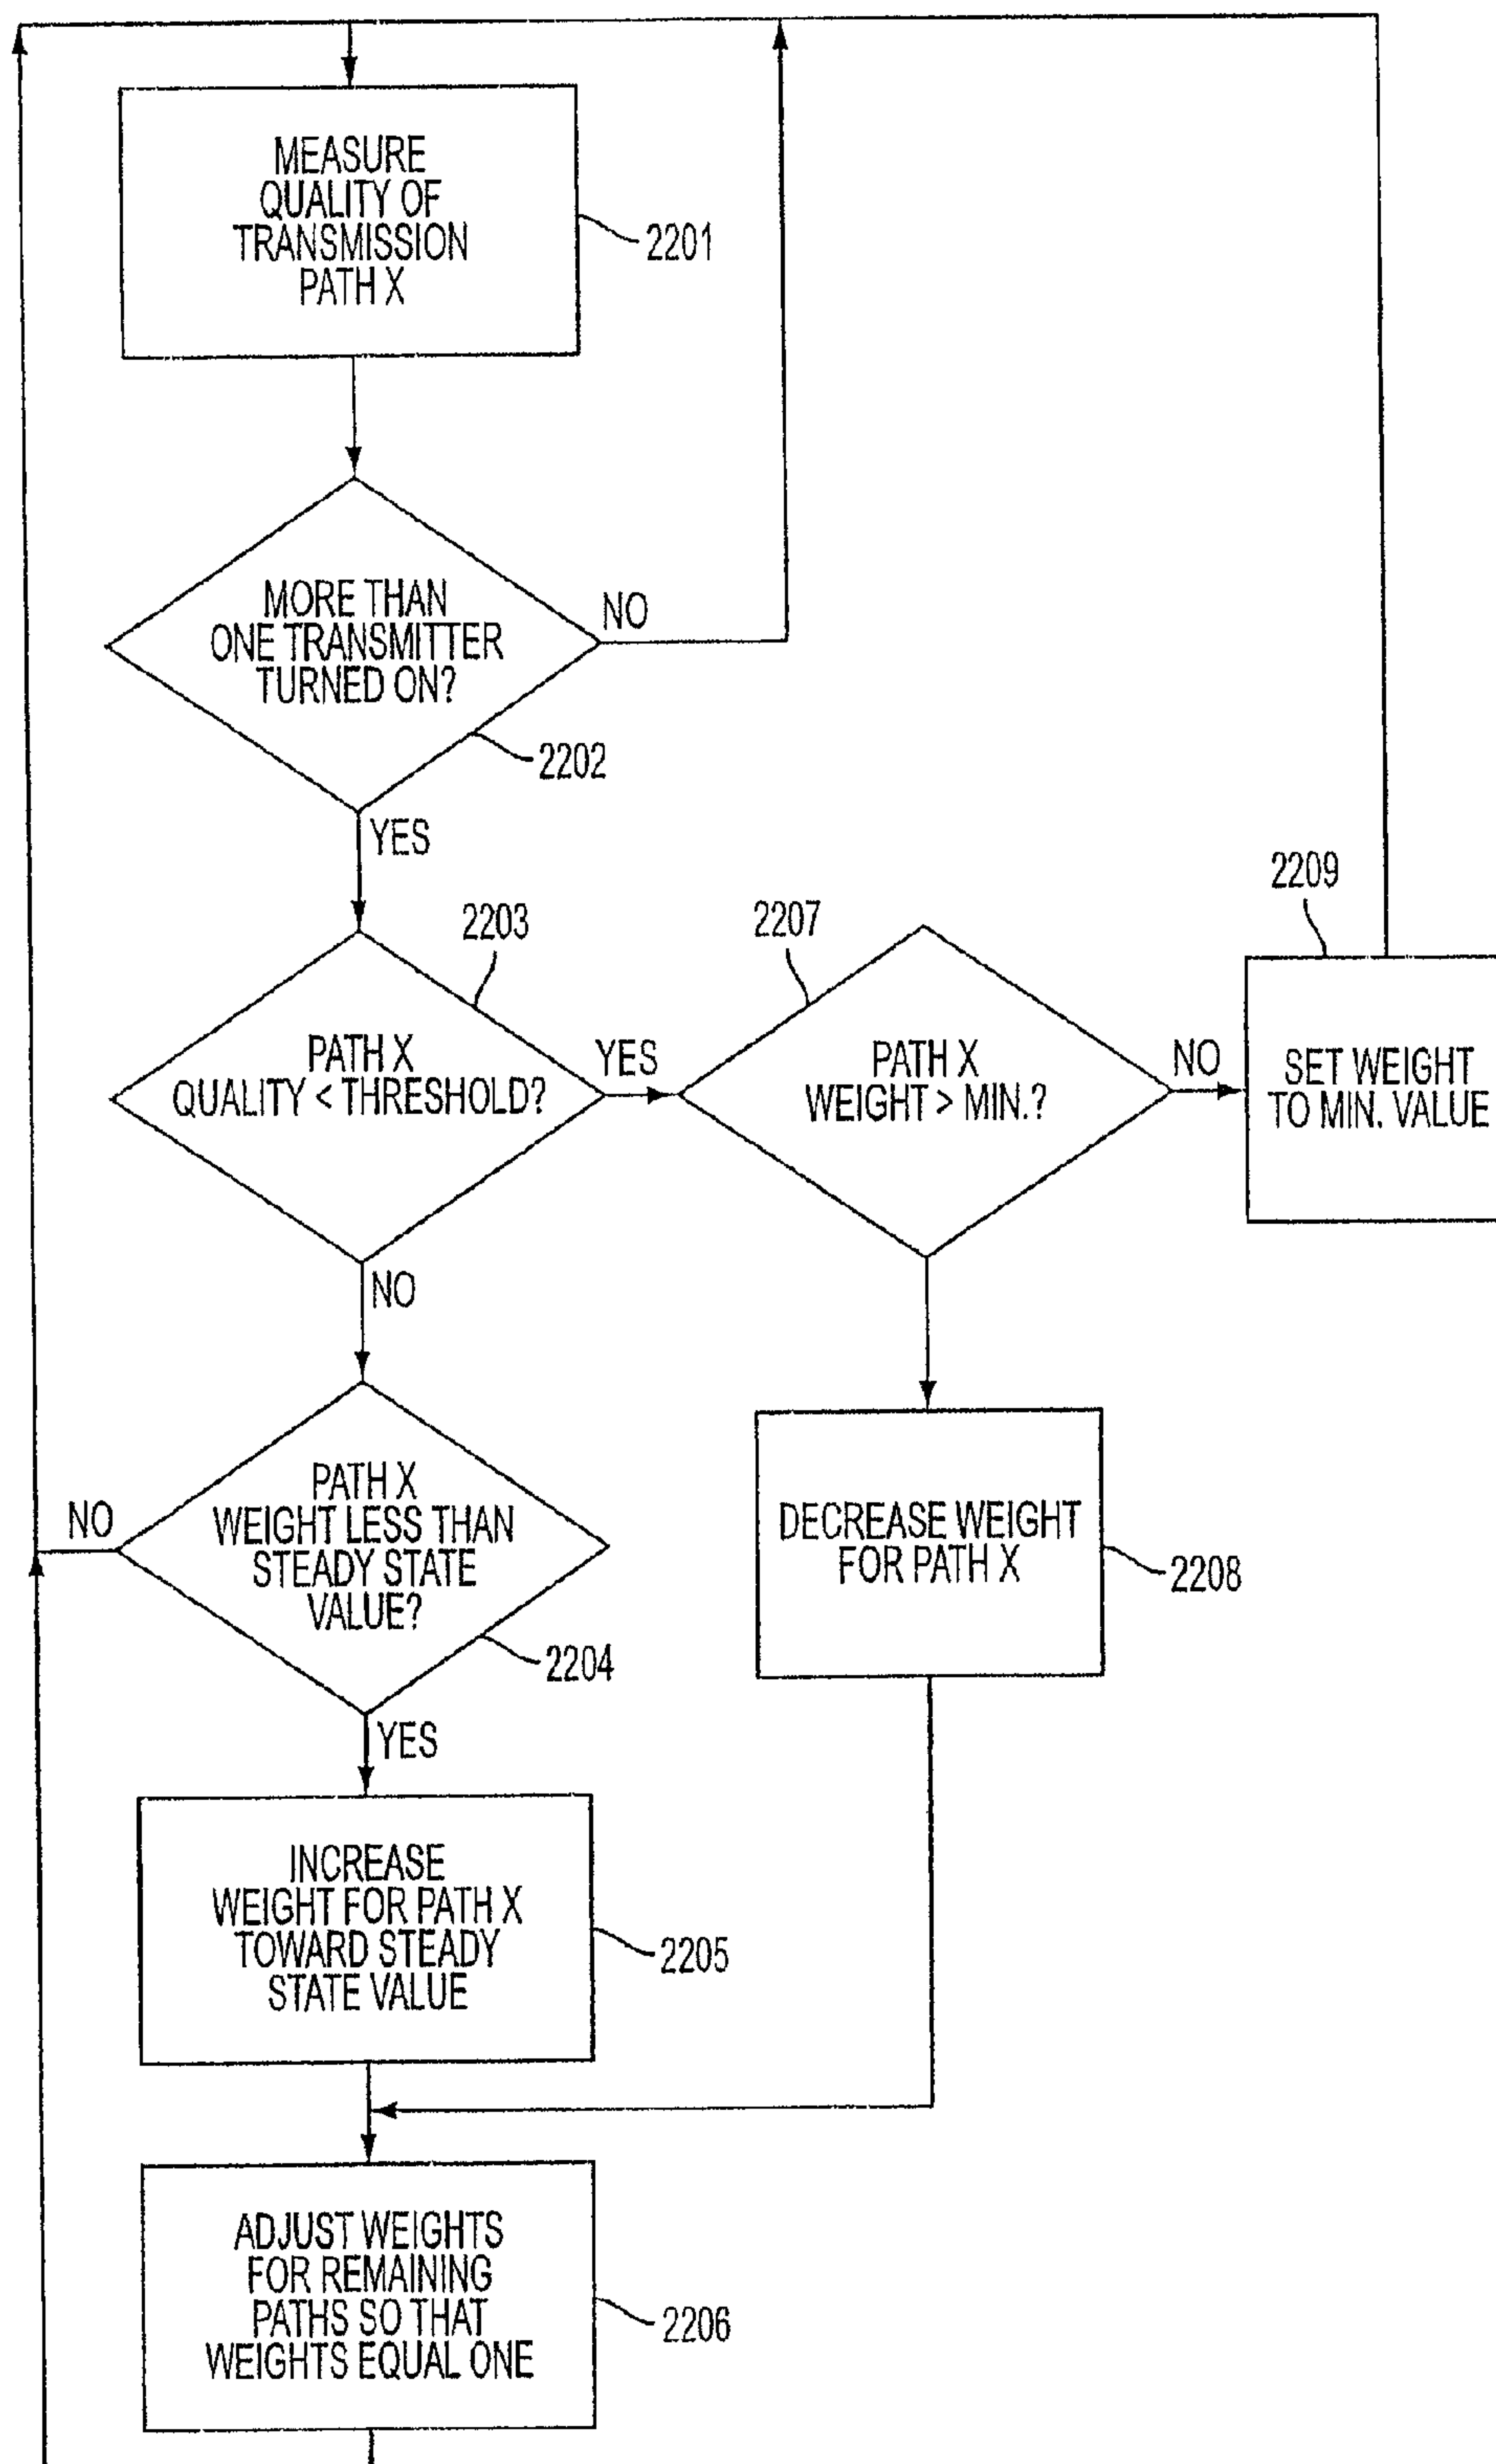 MEASURE
QUALITY OF
TRANSMISSION
PATH X
2201
MORE THAN
ONE TRANSMITTER
TURNED ON?
NO
2202
YES
2203
PATH X
QUALITY < THRESHOLD?
YES
2207
PATH X
WEIGHT > MIN.?
NO
2209
SET WEIGHT
TO MIN. VALUE
NO
PATH X
WEIGHT LESS THAN
STEADY STATE
VALUE?
NO
2204
DECREASE WEIGHT
FOR PATH X
2208
YES
INCREASE
WEIGHT FOR PATH X
TOWARD STEADY
STATE VALUE
2205
ADJUST WEIGHTS
FOR REMAINING
PATHS SO THAT
WEIGHTS EQUAL ONE
2206